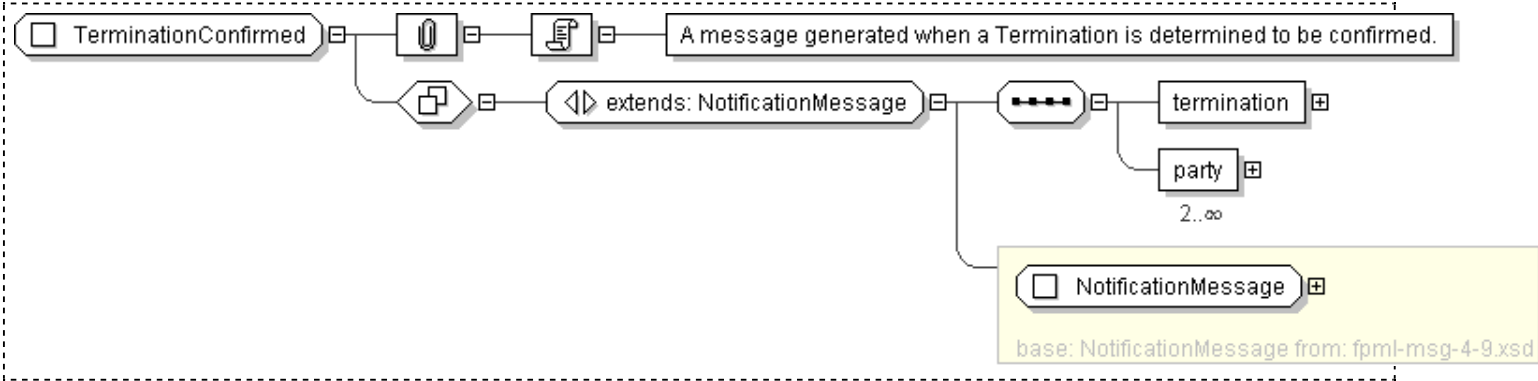 TerminationConfirmed
A message generated when a Termination is determined to be confirmed.
extends: NotificationMessage
termination
party
2..∞
NotificationMessage
base: NotificationMessage from: fpml-msg-4-9.xsd